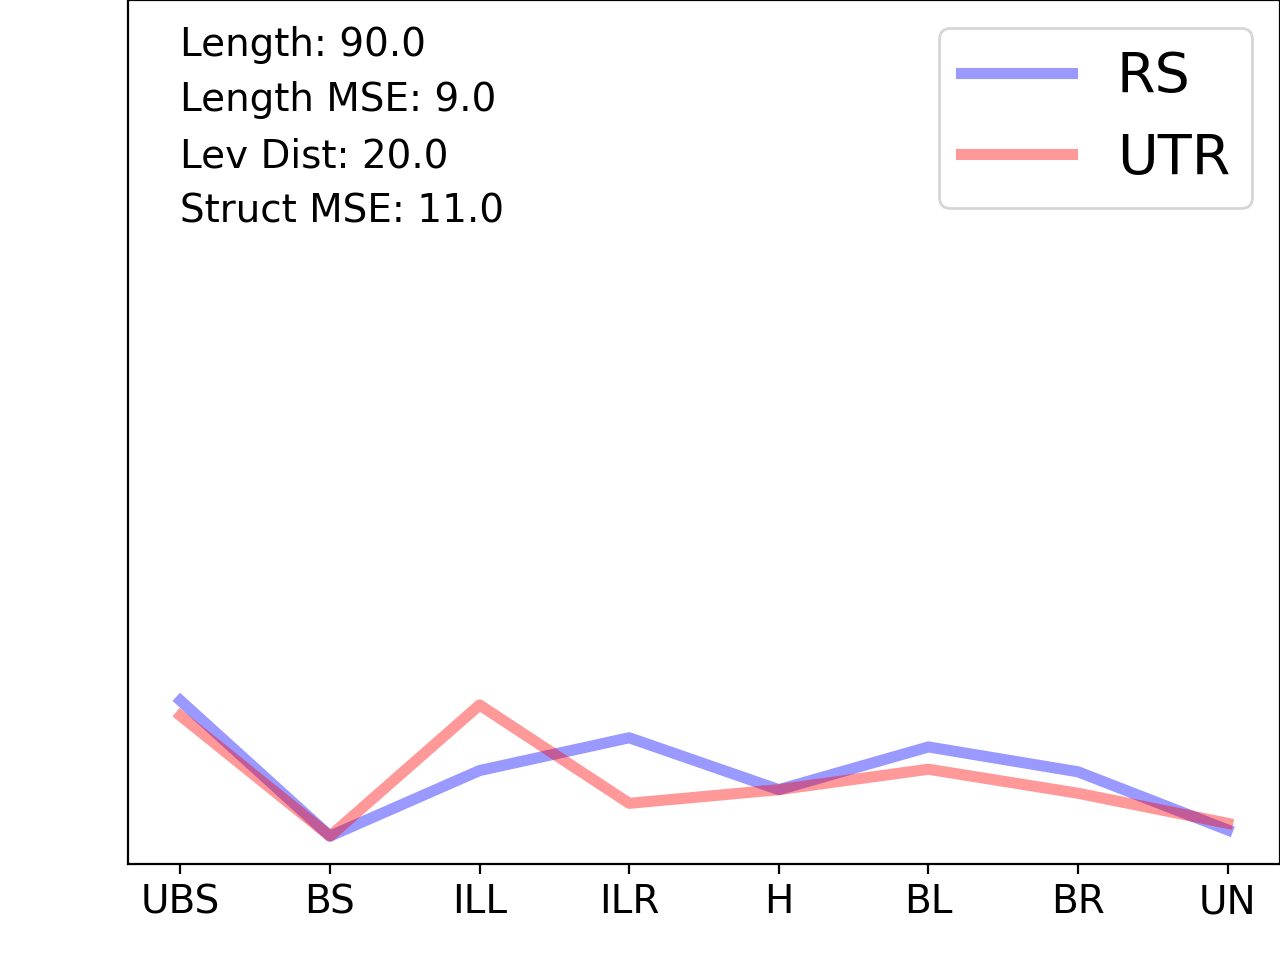 Length: 90.0
Length MSE: 9.0
Lev Dist: 20.0
Struct MSE: 11.0
RS
UTR
UBS BS ILL ILR H BL BR UN